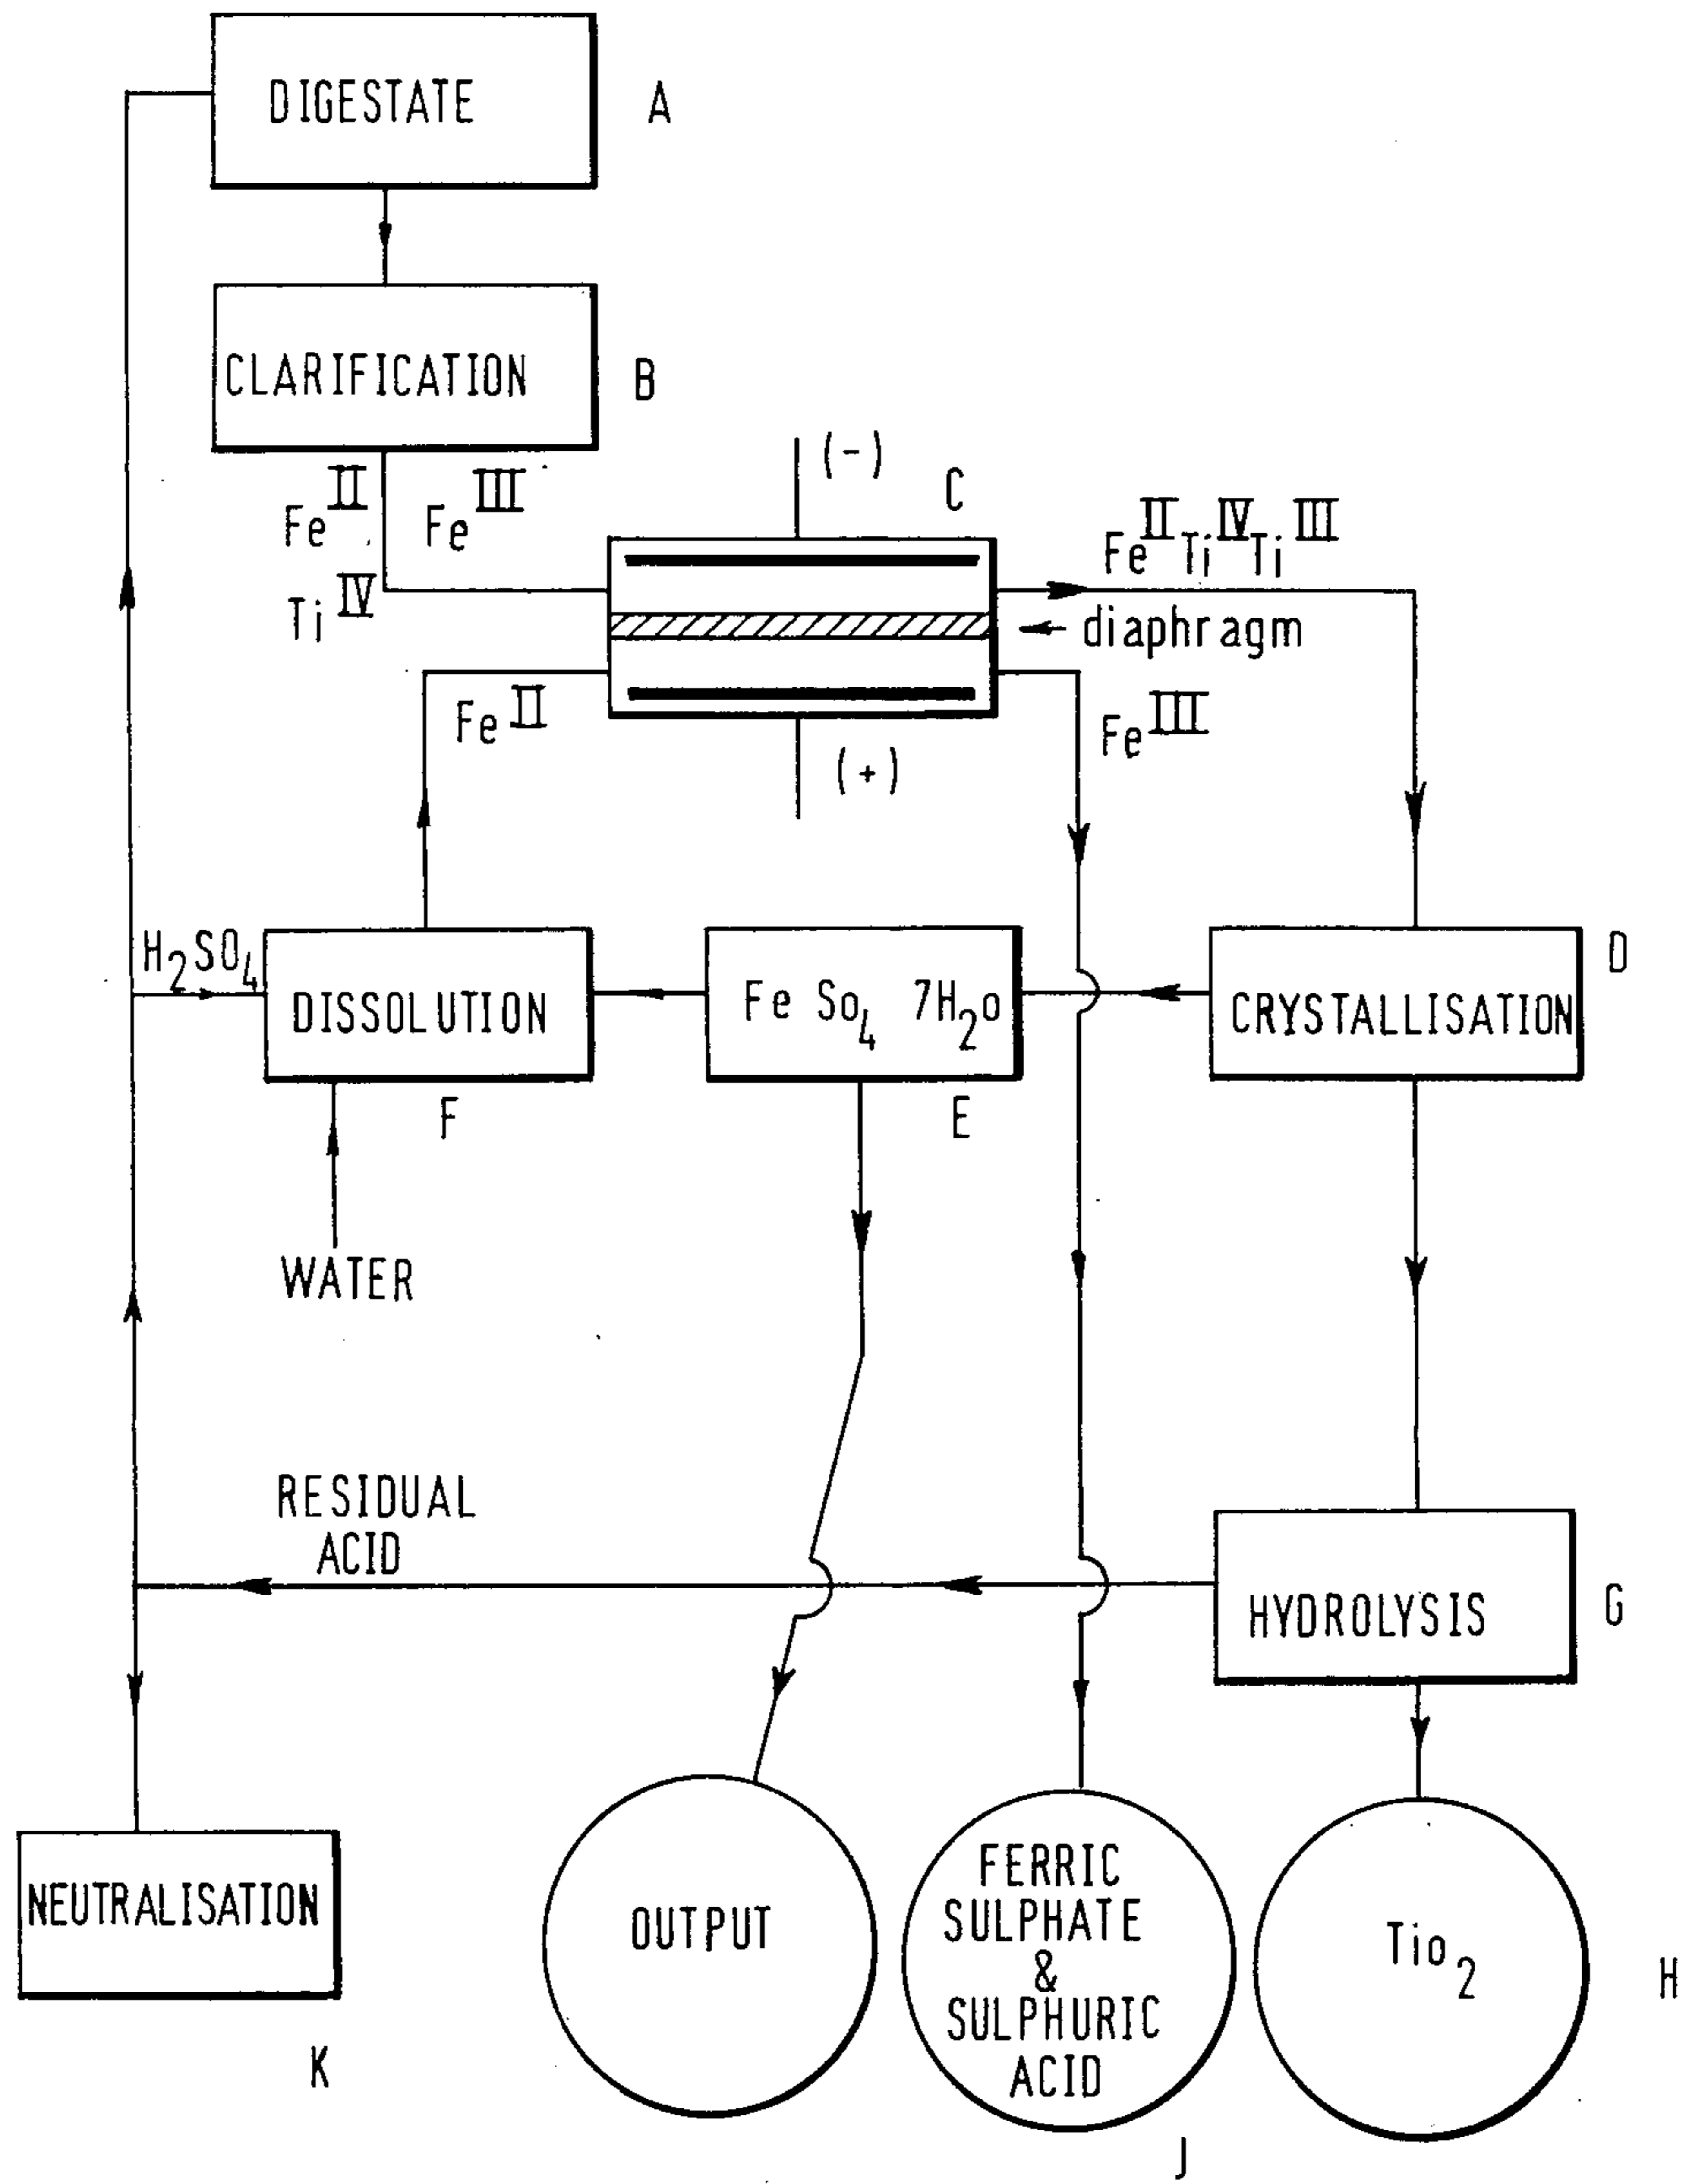 DIGESTATE
A
CLARIFICATION
B
Fe II Fe III
Ti IV
(-)
C
Fe II Ti IV Ti III
diaphragm
Fe II
Fe III
(+)
H2SO4
DISSOLUTION
F
Fe So4 7H2o
E
CRYSTALLISATION
D
WATER
RESIDUAL
ACID
HYDROLYSIS
G
NEUTRALISATION
K
OUTPUT
FERRIC
SULPHATE
&
SULPHURIC
ACID
J
Tio2
H